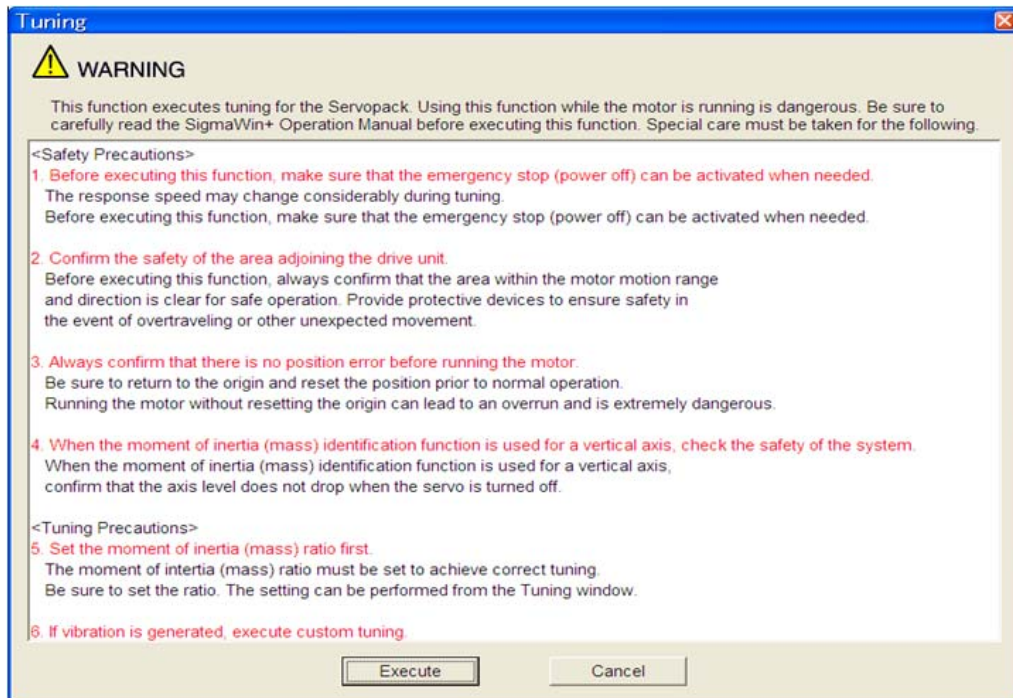 Tuning
WARNING
This function executes tuning for the Servopack. Using this function while the motor is running is dangerous. Be sure to
carefully read the SigmaWin+ Operation Manual before executing this function. Special care must be taken for the following.
<Safety Precautions>
1. Before executing this function, make sure that the emergency stop (power off) can be activated when needed.
The response speed may change considerably during tuning.
Before executing this function, make sure that the emergency stop (power off) can be activated when needed.
2. Confirm the safety of the area adjoining the drive unit.
Before executing this function, always confirm that the area within the motor motion range
and direction is clear for safe operation. Provide protective devices to ensure safety in
the event of overtraveling or other unexpected movement.
3. Always confirm that there is no position error before running the motor.
Be sure to return to the origin and reset the position prior to normal operation.
Running the motor without resetting the origin can lead to an overrun and is extremely dangerous.
4. When the moment of inertia (mass) identification function is used for a vertical axis, check the safety of the system.
When the moment of inertia (mass) identification function is used for a vertical axis,
confirm that the axis level does not drop when the servo is turned off.
<Tuning Precautions>
5. Set the moment of inertia (mass) ratio first.
The moment of intertia (mass) ratio must be set to achieve correct tuning.
Be sure to set the ratio. The setting can be performed from the Tuning window.
6. If vibration is generated, execute custom tuning.
Execute
Cancel